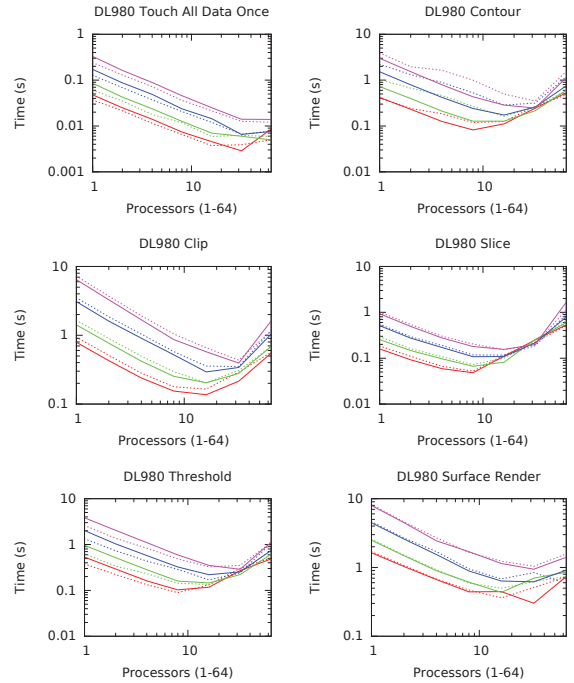 DL980 Touch All Data Once
1
0.1
0.01
0.001
Time (s)
1
10
Processors (1-64)
DL980 Contour
10
1
0.1
0.01
0.001
Time (s)
1
10
Processors (1-64)
DL980 Clip
10
1
0.1
Time (s)
1
10
Processors (1-64)
DL980 Slice
10
1
0.1
0.01
Time (s)
1
10
Processors (1-64)
DL980 Threshold
10
1
0.1
0.01
Time (s)
1
10
Processors (1-64)
DL980 Surface Render
10
1
0.1
Time (s)
1
10
Processors (1-64)